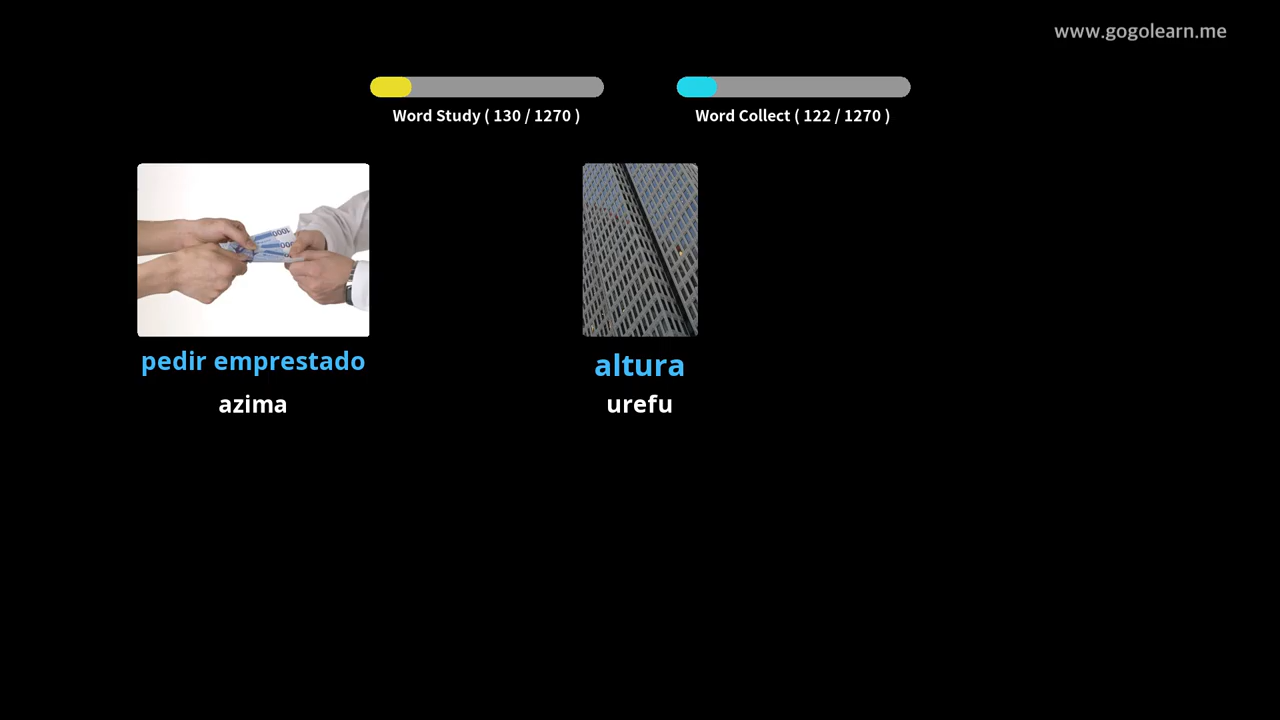 www.gogolearn.me
Word Study ( 130 / 1270 )
Word Collect ( 122 / 1270 )
pedir emprestado
azima
altura
urefu